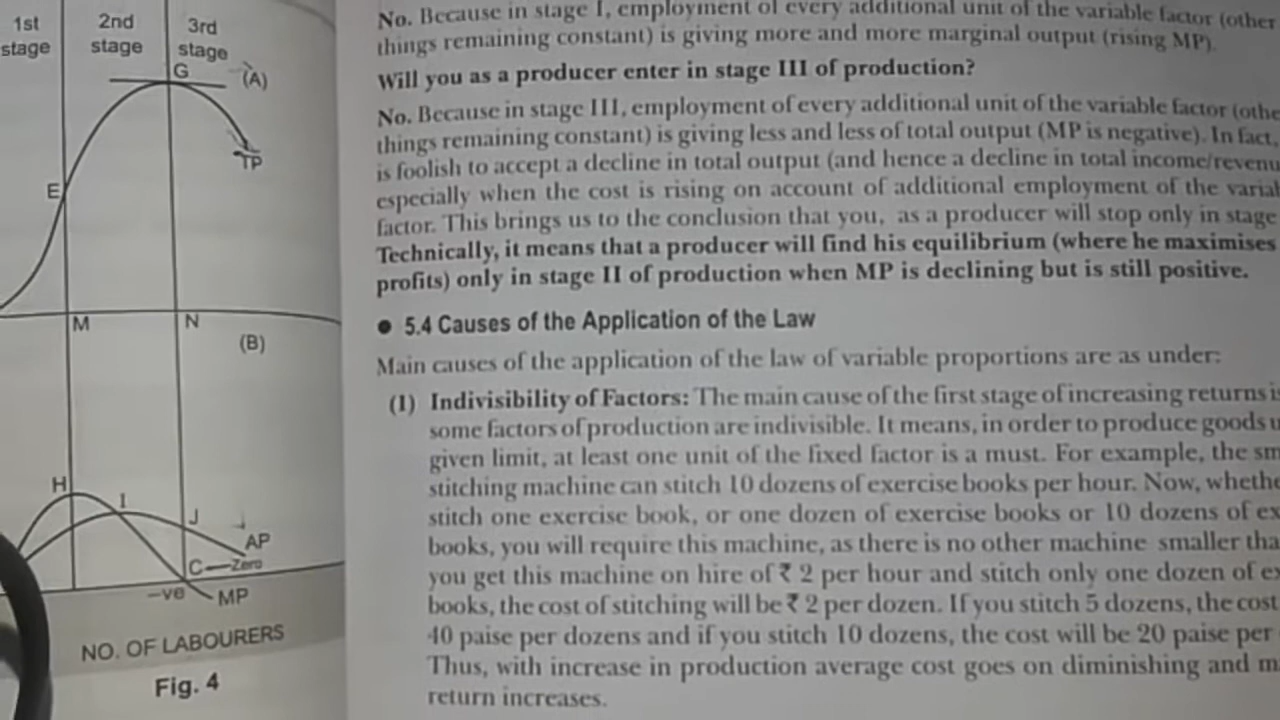 1st
stage
2nd
stage
3rd
stage
G
(A)
TP
E
M
N
(B)
H
I
J
AP
C
Zero
-ve
MP
NO. OF LABOURERS
Fig. 4
No. Because in stage I, employment of every additional unit of the variable factor (other
things remaining constant) is giving more and more marginal output (rising MP).
Will you as a producer enter in stage III of production?
No. Because in stage III, employment of every additional unit of the variable factor (othe
things remaining constant) is giving less and less of total output (MP is negative). In fact,
is foolish to accept a decline in total output (and hence a decline in total income/revenu
especially when the cost is rising on account of additional employment of the variab
factor. This brings us to the conclusion that you, as a producer will stop only in stage
Technically, it means that a producer will find his equilibrium (where he maximises
profits) only in stage II of production when MP is declining but is still positive.
● 5.4 Causes of the Application of the Law
Main causes of the application of the law of variable proportions are as under:
(1) Indivisibility of Factors: The main cause of the first stage of increasing returns is
some factors of production are indivisible. It means, in order to produce goods u
given limit, at least one unit of the fixed factor is a must. For example, the sm
stitching machine can stitch 10 dozens of exercise books per hour. Now, whethe
stitch one exercise book, or one dozen of exercise books or 10 dozens of ex
books, you will require this machine, as there is no other machine smaller tha
you get this machine on hire of ₹ 2 per hour and stitch only one dozen of ex
books, the cost of stitching will be ₹ 2 per dozen. If you stitch 5 dozens, the cost
40 paise per dozens and if you stitch 10 dozens, the cost will be 20 paise per
Thus, with increase in production average cost goes on diminishing and m
return increases.